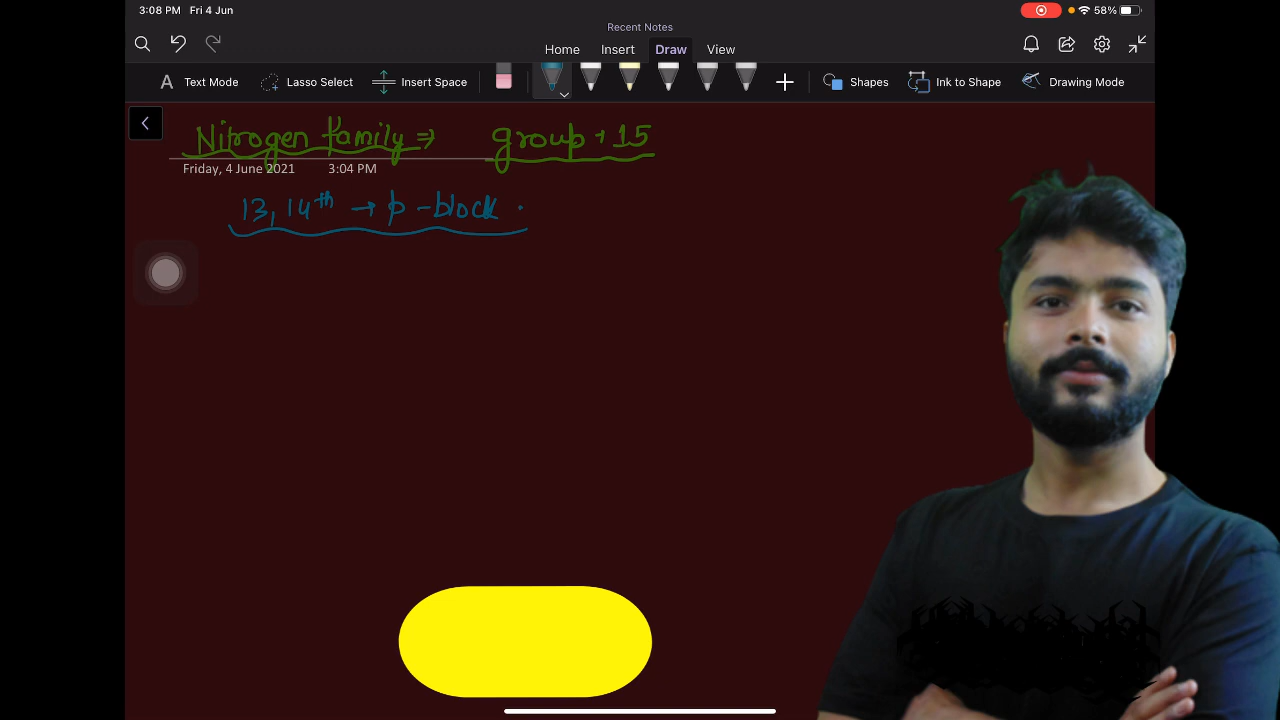 3:08 PM Fri 4 Jun 58%
Recent Notes
Home Insert Draw View
Text Mode Lasso Select Insert Space Shapes Ink to Shape Drawing Mode
Nitrogen family ⇒ group + 15
Friday, 4 June 2021 3:04 PM
13, 14th → p-block .